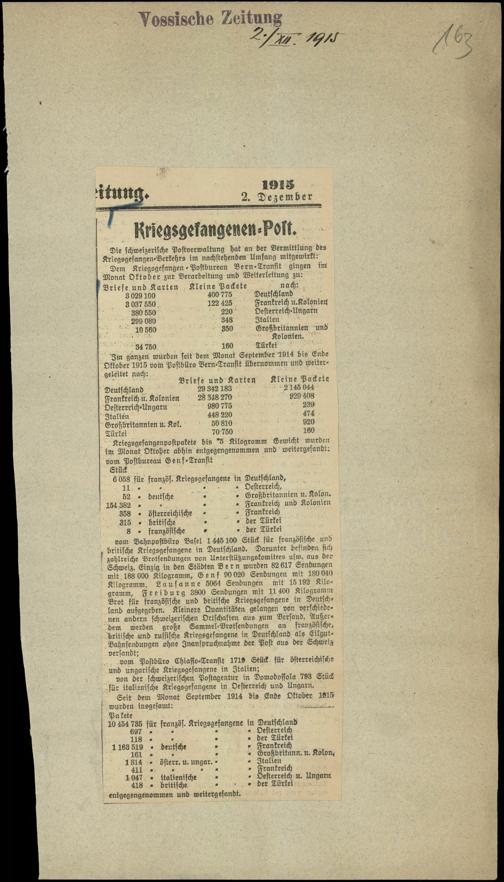 Vossische Zeitung
2./XII. 1915
163
eitung.
1915
2. Dezember
Kriegsgefangenen-Post.
Die schweizerische Postverwaltung hat an der Vermittlung des
Kriegsgefangen-Verkehrs im nachstehenden Umfang mitgewirkt:
Dem Kriegsgefangen-Postbureau Bern-Transit gingen im
Monat Oktober zur Verarbeitung und Weiterleitung zu:
Briefe und Karten Kleine Packete nach:
3 029 100 400 775 Deutschland
3 037 550 122 425 Frankreich u. Kolonien
380 550 220 Oesterreich-Ungarn
299 080 348 Italien
10 560 350 Großbritannien und
Kolonien.
34 750 160 Türkei
Im ganzen wurden seit dem Monat September 1914 bis Ende
Oktober 1915 vom Postbüro Bern-Transit übernommen und weiter-
geleitet nach:
Briefe und Karten Kleine Packete
Deutschland 29 342 183 2 145 044
Frankreich u. Kolonien 28 348 270 929 408
Oesterreich-Ungarn 980 775 239
Italien 448 220 474
Großbritannien u. Kol. 50 810 920
Türkei 70 750 160
Kriegsgefangenpostpakete bis 5 Kilogramm Gewicht wurden
im Monat Oktober abhin entgegengenommen und weitergesandt:
vom Postbureau Genf-Transit
Stück
6 058 für französ. Kriegsgefangene in Deutschland,
11 " " " " Oesterreich,
52 " deutsche " " Großbritannien u. Kolon.
154 382 " " " " Frankreich und Kolonien
358 " österreichische " " Frankreich
315 " britische " " der Türkei
8 " französische " " der Türkei
vom Bahnpostbüro Basel 1 445 100 Stück für französische und
britische Kriegsgefangene in Deutschland. Darunter befinden sich
zahlreiche Brotsendungen von Unterstützungskomitees usw. aus der
Schweiz. Einzig in den Städten Bern wurden 82 617 Sendungen
mit 188 000 Kilogramm, Genf 90 020 Sendungen mit 180 040
Kilogramm, Lausanne 5064 Sendungen mit 15 192 Kilo-
gramm, Freiburg 3800 Sendungen mit 11 400 Kilogramm
Brot für französische und britische Kriegsgefangene in Deutsch-
land aufgegeben. Kleinere Quantitäten gelangen von verschiede-
nen andern schweizerischen Ortschaften aus zum Versand. Außer-
dem werden große Sammel-Brotsendungen an französische,
britische und russische Kriegsgefangene in Deutschland als Eilgut-
Bahnsendungen ohne Inanspruchnahme der Post aus der Schweiz
versandt;
vom Postbüro Chiasso-Transit 1719 Stück für österreichische
und ungarische Kriegsgefangene in Italien;
von der schweizerischen Postagentur in Domodossola 793 Stück
für italienische Kriegsgefangene in Oesterreich und Ungarn.
Seit dem Monat September 1914 bis Ende Oktober 1915
wurden insgesamt:
Pakete
10 454 735 für französ. Kriegsgefangene in Deutschland
697 " " " " Oesterreich
118 " " " " der Türkei
1 163 519 " deutsche " " Frankreich
161 " " " " Großbritann. u. Kolon.
1 314 " österr. u. ungar. " " Italien
411 " " " " Frankreich
1 047 " italienische " " Oesterreich u. Ungarn
418 " britische " " der Türkei
entgegengenommen und weitergesandt.